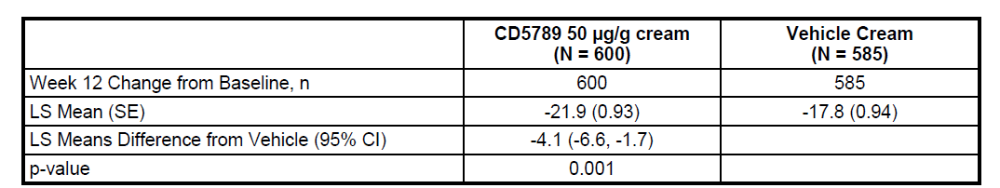 CD5789 50 µg/g cream Vehicle Cream
(N = 600) (N = 585)
Week 12 Change from Baseline, n 600 585
LS Mean (SE) -21.9 (0.93) -17.8 (0.94)
LS Means Difference from Vehicle (95% CI) -4.1 (-6.6, -1.7)
p-value 0.001